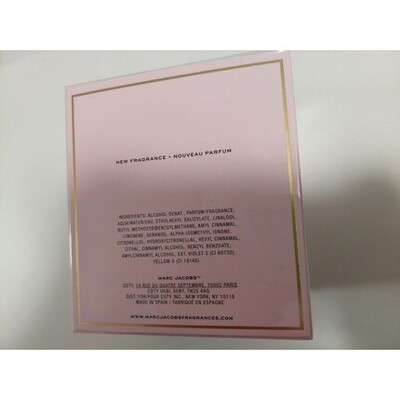 NEW FRAGRANCE • NOUVEAU PARFUM
INGREDIENTS: ALCOHOL DENAT., PARFUM-FRAGRANCE,
AQUA/WATER/EAU, ETHYLHEXYL SALICYLATE, LINALOOL,
BUTYL METHOXYDIBENZOYLMETHANE, AMYL CINNAMAL,
LIMONENE, GERANIOL, ALPHA-ISOMETHYL IONONE,
CITRONELLOL, HYDROXYCITRONELLAL, HEXYL CINNAMAL,
CITRAL, CINNAMYL ALCOHOL, BENZYL BENZOATE,
AMYLCINNAMYL ALCOHOL, EXT. VIOLET 2 (CI 60730),
YELLOW 5 (CI 19140).
MARC JACOBS™
COTY, 14 RUE DU QUATRE SEPTEMBRE, 75002 PARIS
COTY UK&I, KENT, TN25 4AQ
DIST. FOR/POUR COTY INC., NEW YORK, NY 10118
MADE IN SPAIN / FABRIQUÉ EN ESPAGNE
WWW.MARCJACOBSFRAGRANCES.COM